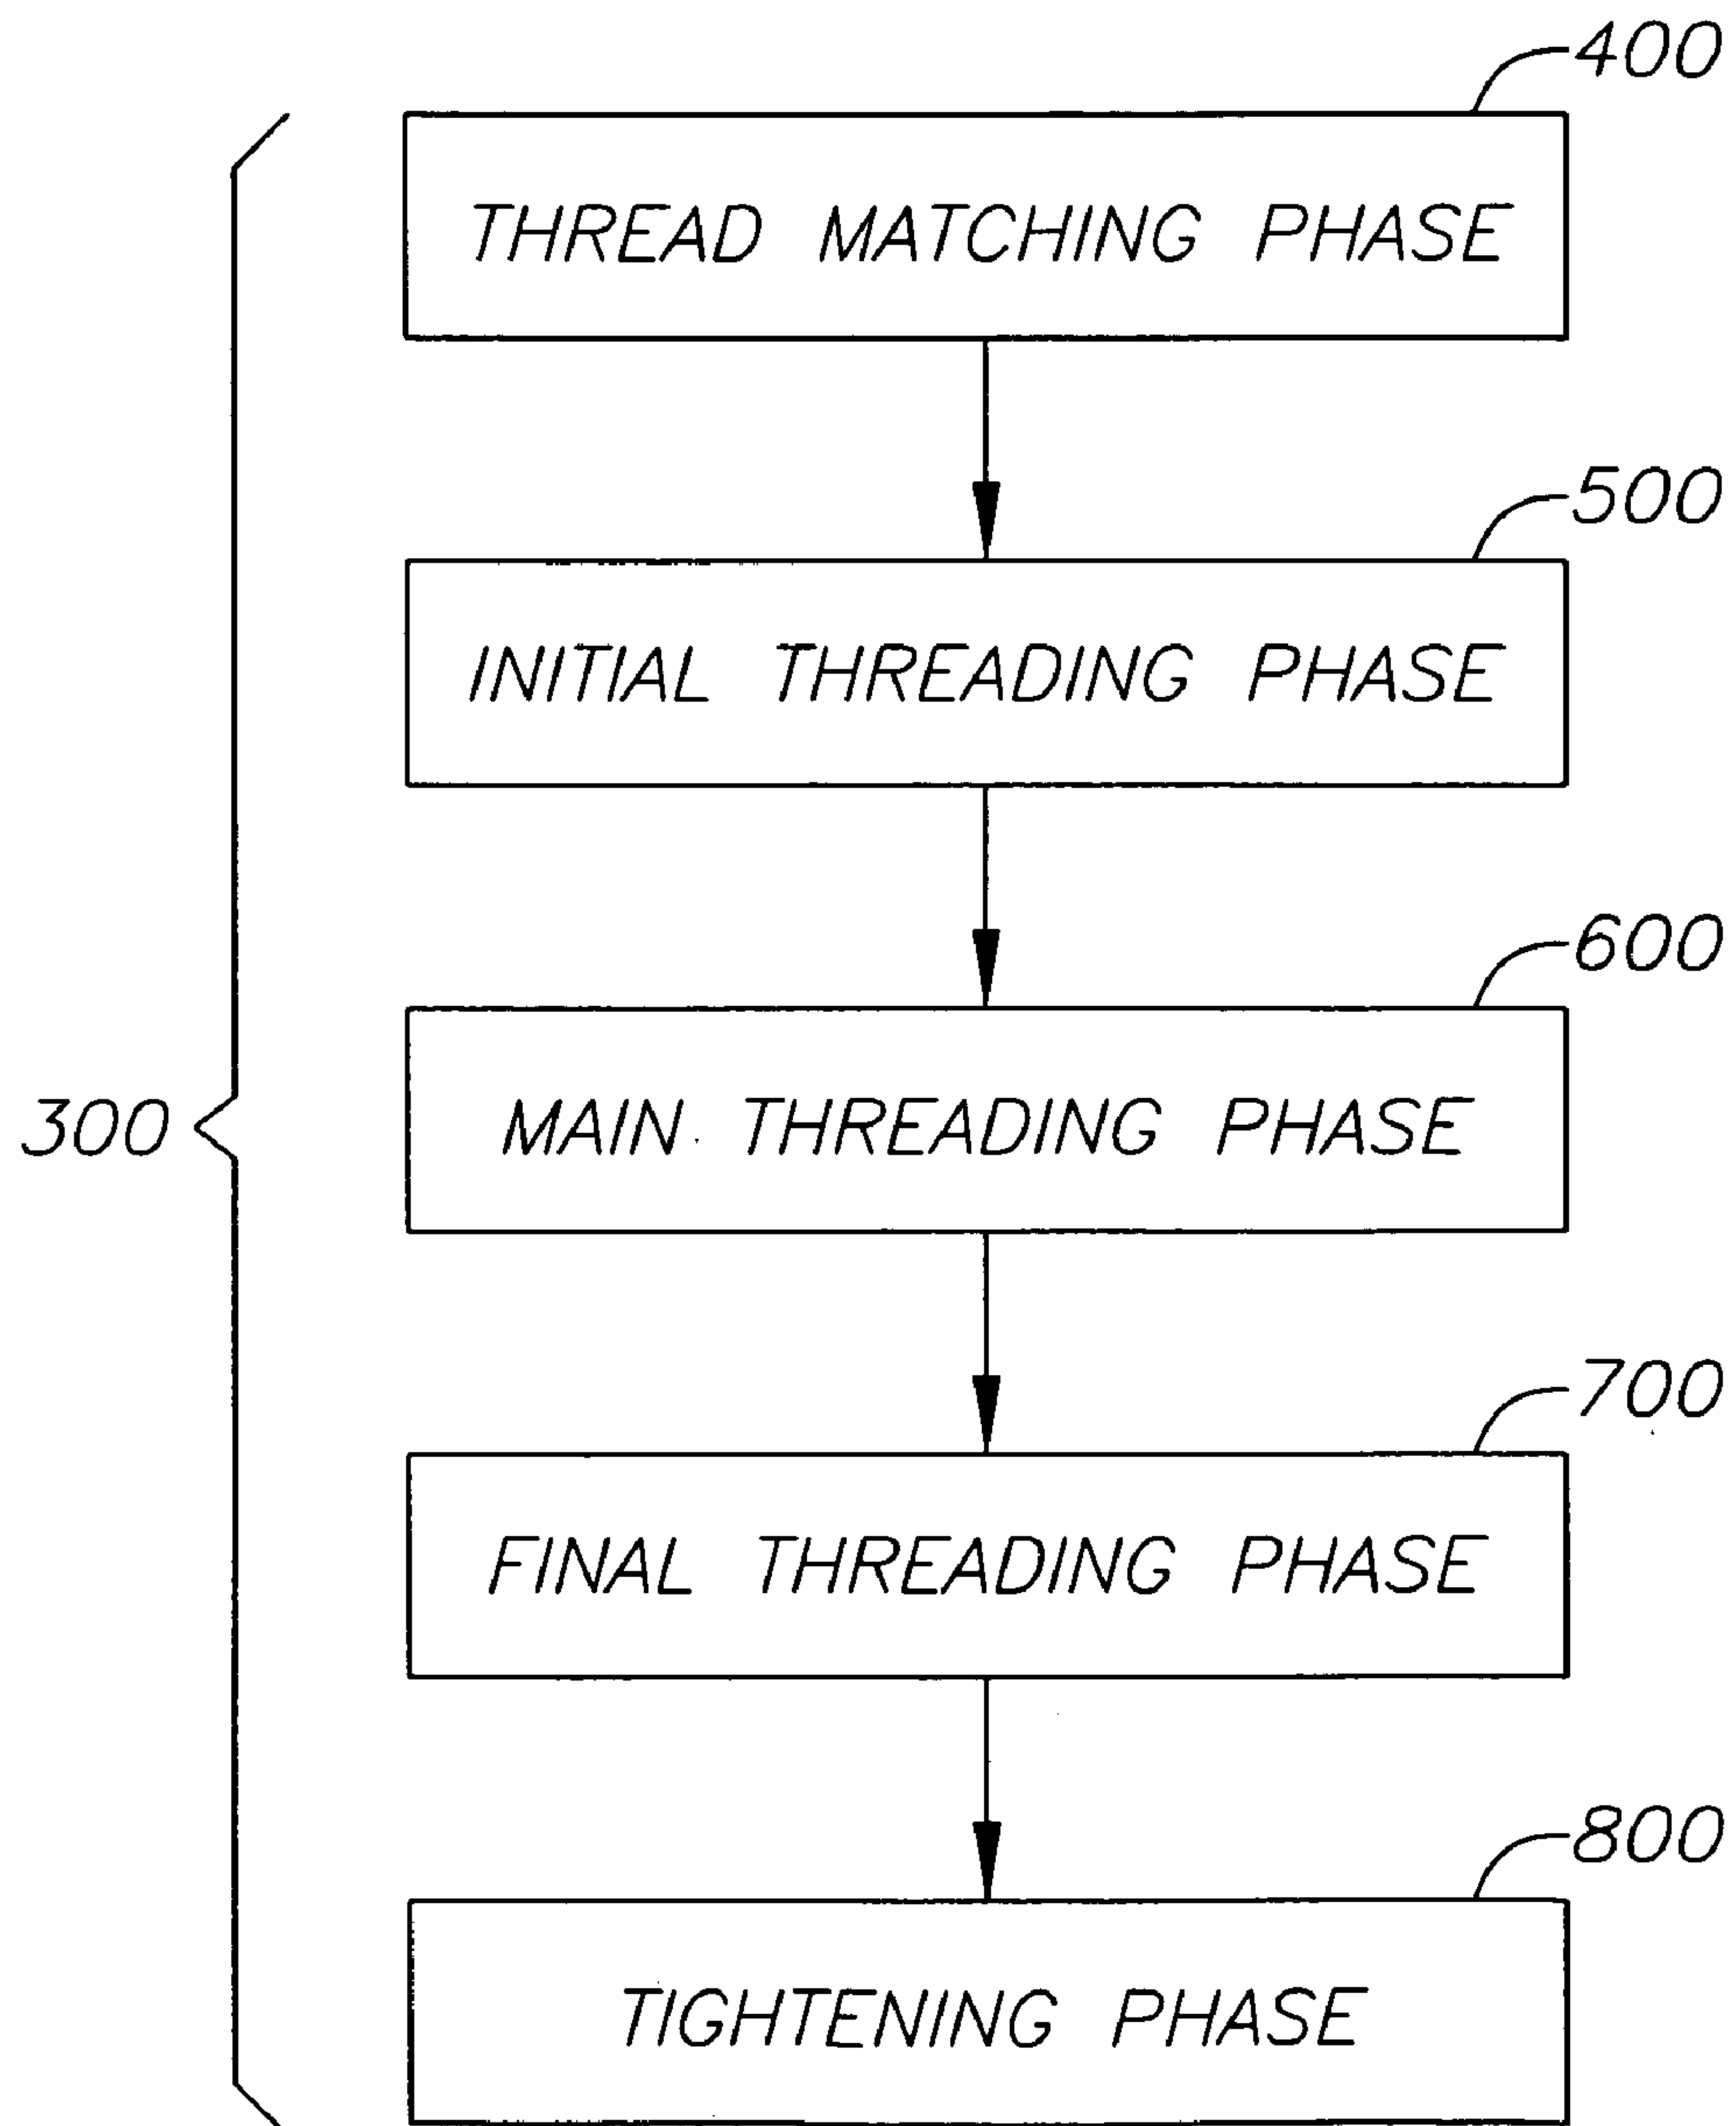 400
THREAD MATCHING PHASE
500
INITIAL THREADING PHASE
600
300
MAIN THREADING PHASE
700
FINAL THREADING PHASE
800
TIGHTENING PHASE